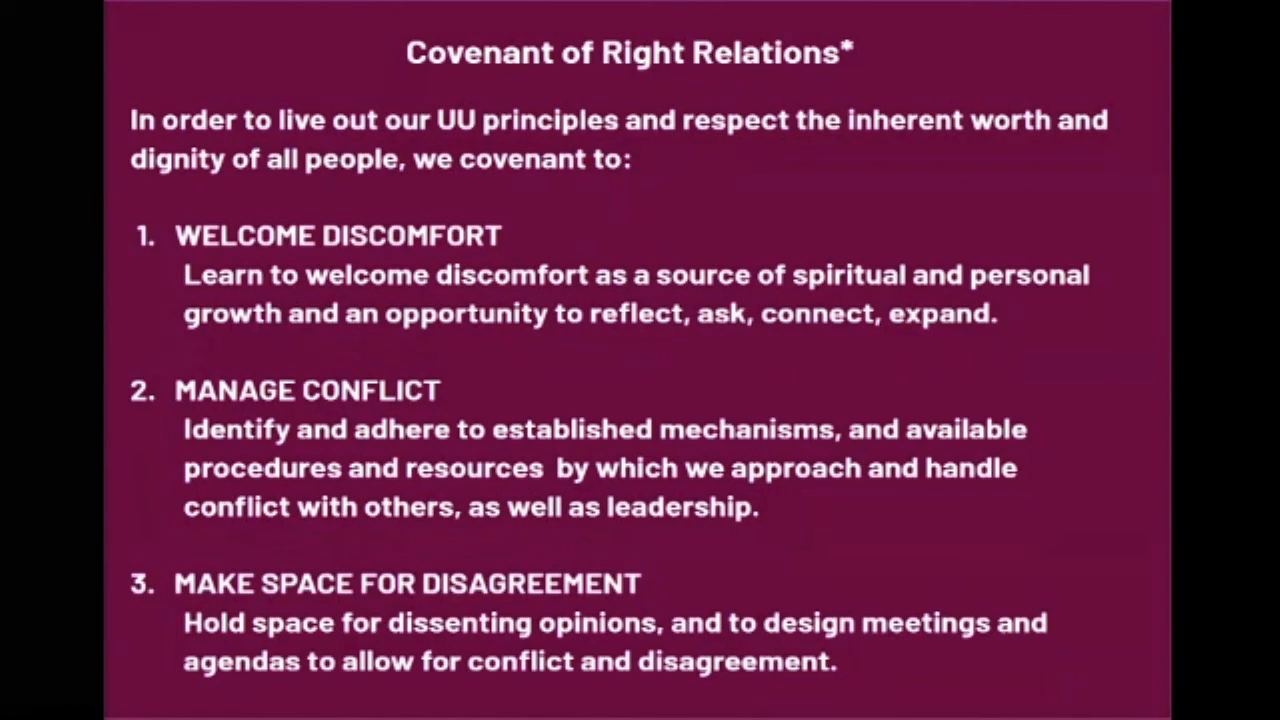 Covenant of Right Relations*
In order to live out our UU principles and respect the inherent worth and
dignity of all people, we covenant to:
1. WELCOME DISCOMFORT
Learn to welcome discomfort as a source of spiritual and personal
growth and an opportunity to reflect, ask, connect, expand.
2. MANAGE CONFLICT
Identify and adhere to established mechanisms, and available
procedures and resources  by which we approach and handle
conflict with others, as well as leadership.
3. MAKE SPACE FOR DISAGREEMENT
Hold space for dissenting opinions, and to design meetings and
agendas to allow for conflict and disagreement.